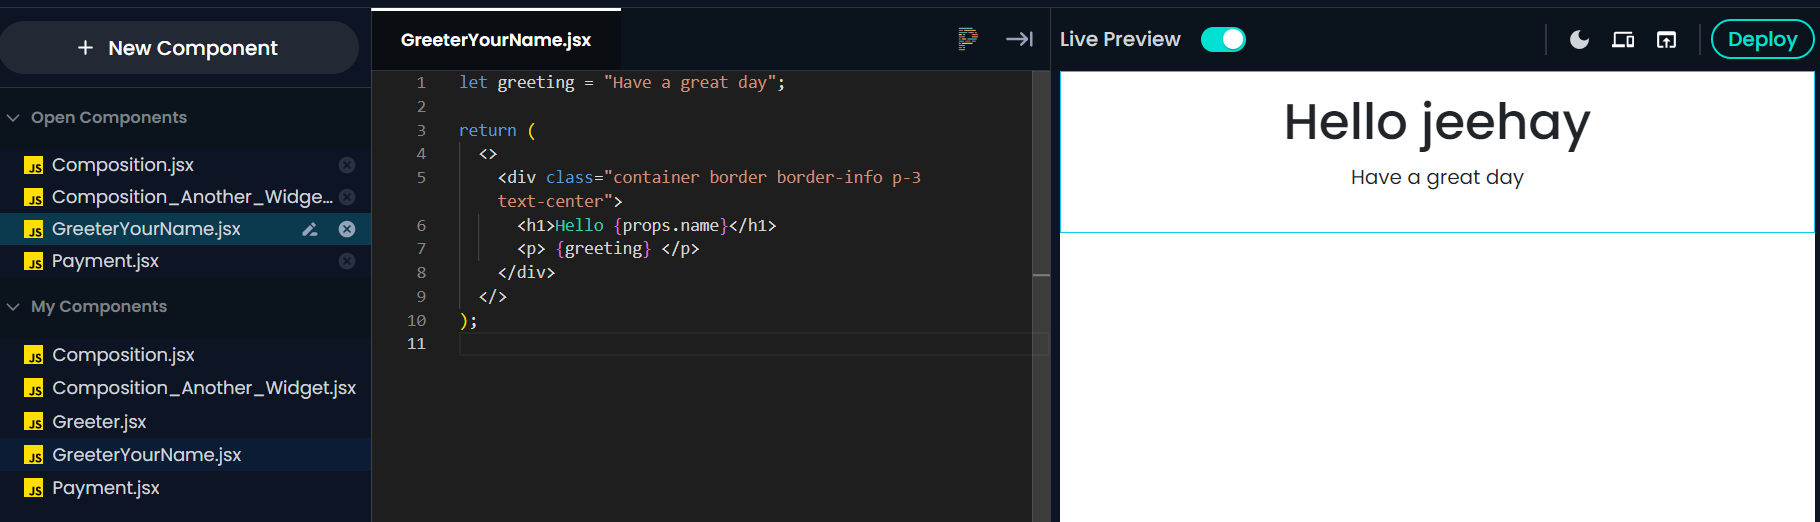 + New Component
Open Components
JS Composition.jsx
JS Composition_Another_Widge...
JS GreeterYourName.jsx
JS Payment.jsx
My Components
JS Composition.jsx
JS Composition_Another_Widget.jsx
JS Greeter.jsx
JS GreeterYourName.jsx
JS Payment.jsx
GreeterYourName.jsx
P
1 let greeting = "Have a great day";
2
3 return (
4 <>
5 <div class="container border border-info p-3
text-center">
6 <h1>Hello {props.name}</h1>
7 <p> {greeting} </p>
8 </div>
9 </>
10 );
11
Live Preview
Deploy
Hello jeehay
Have a great day